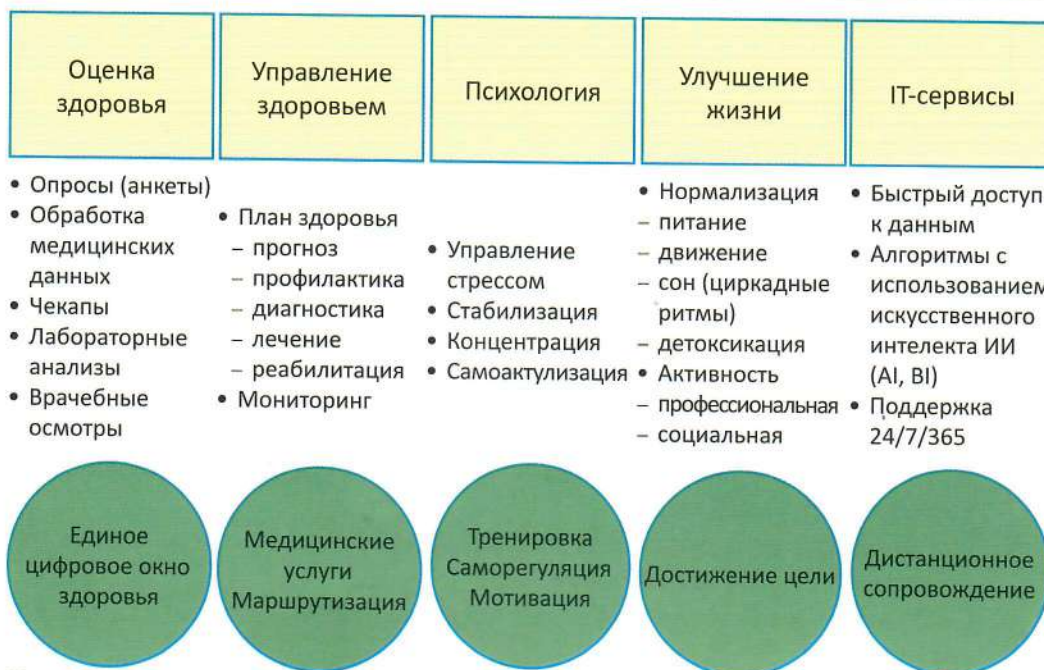 Оценка
здоровья
Управление
здоровьем
Психология
Улучшение
жизни
IT-сервисы
• Опросы (анкеты)
• Обработка
медицинских
данных
• Чекапы
• Лабораторные
анализы
• Врачебные
осмотры
• План здоровья
– прогноз
– профилактика
– диагностика
– лечение
– реабилитация
• Мониторинг
• Управление
стрессом
• Стабилизация
• Концентрация
• Самоактулизация
• Нормализация
– питание
– движение
– сон (циркадные
ритмы)
– детоксикация
• Активность
– профессиональная
– социальная
• Быстрый доступ
к данным
• Алгоритмы с
использованием
искусственного
интелекта ИИ
(AI, BI)
• Поддержка
24/7/365
Единое
цифровое окно
здоровья
Медицинские
услуги
Маршрутизация
Тренировка
Саморегуляция
Мотивация
Достижение цели
Дистанционное
сопровождение